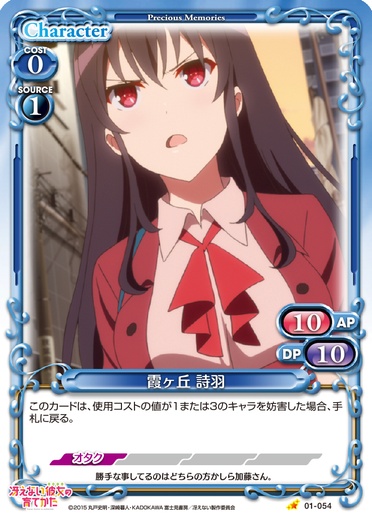 Precious Memories
Character
COST
0
SOURCE
1
10 AP
DP 10
霞ヶ丘 詩羽
このカードは、使用コストの値が1または3のキャラを妨害した場合、手
札に戻る。
オタク
勝手な事してるのはどちらの方かしら加藤さん。
冴えない彼女の
育てかた
©2015 丸戸史明・深崎暮人・KADOKAWA 富士見書房／冴えない製作委員会
01-054